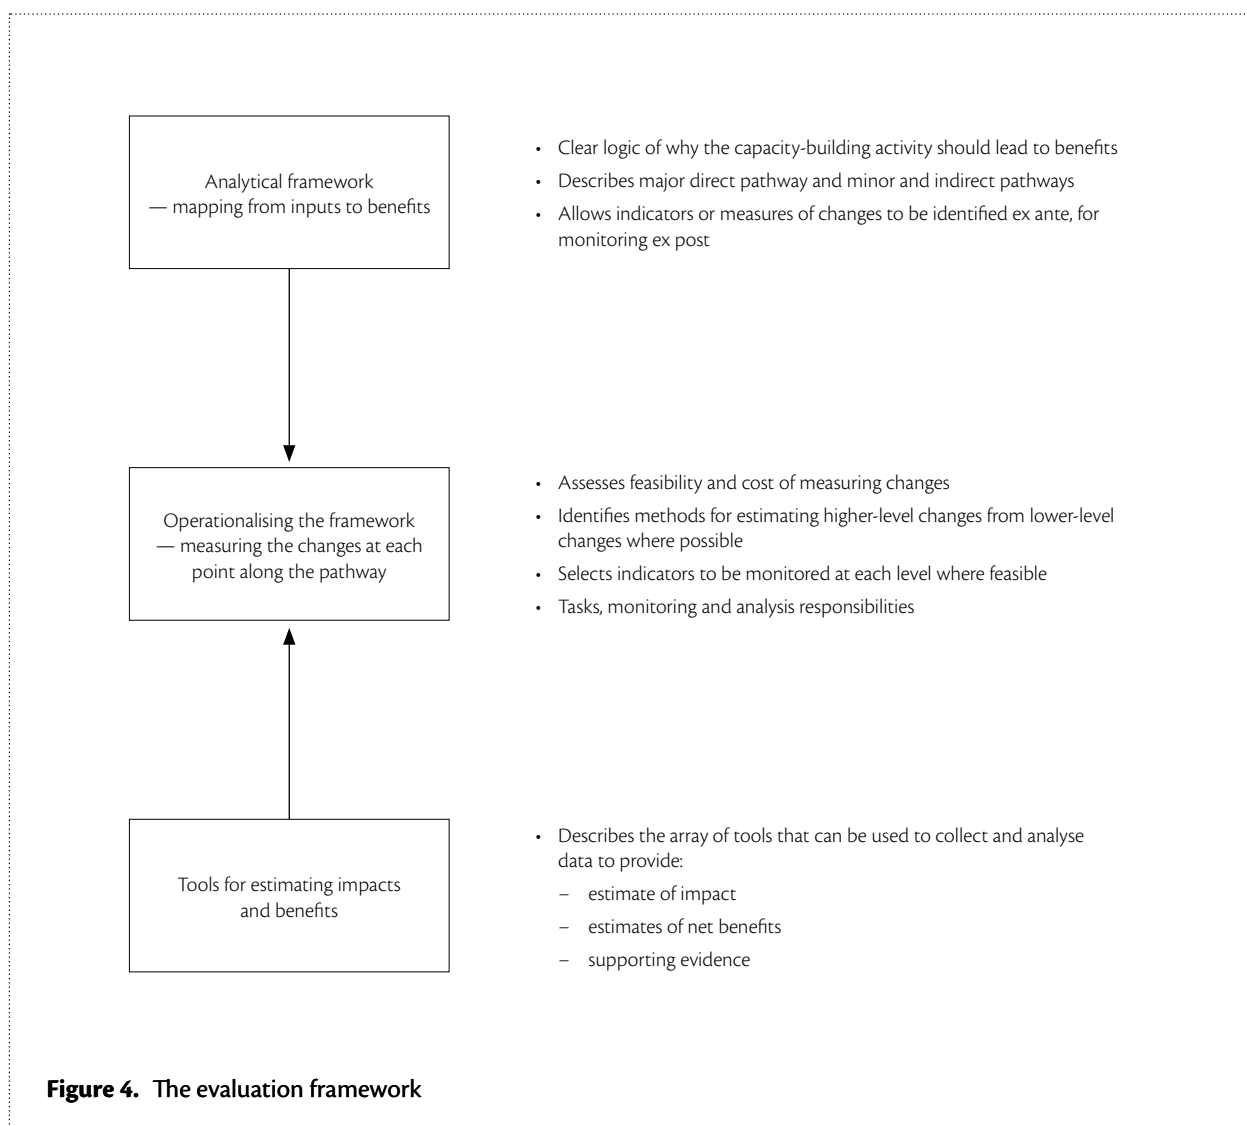 Analytical framework
— mapping from inputs to benefits
• Clear logic of why the capacity-building activity should lead to benefits
• Describes major direct pathway and minor and indirect pathways
• Allows indicators or measures of changes to be identified ex ante, for
monitoring ex post
Operationalising the framework
— measuring the changes at each
point along the pathway
• Assesses feasibility and cost of measuring changes
• Identifies methods for estimating higher-level changes from lower-level
changes where possible
• Selects indicators to be monitored at each level where feasible
• Tasks, monitoring and analysis responsibilities
Tools for estimating impacts
and benefits
• Describes the array of tools that can be used to collect and analyse
data to provide:
– estimate of impact
– estimates of net benefits
– supporting evidence
Figure 4. The evaluation framework